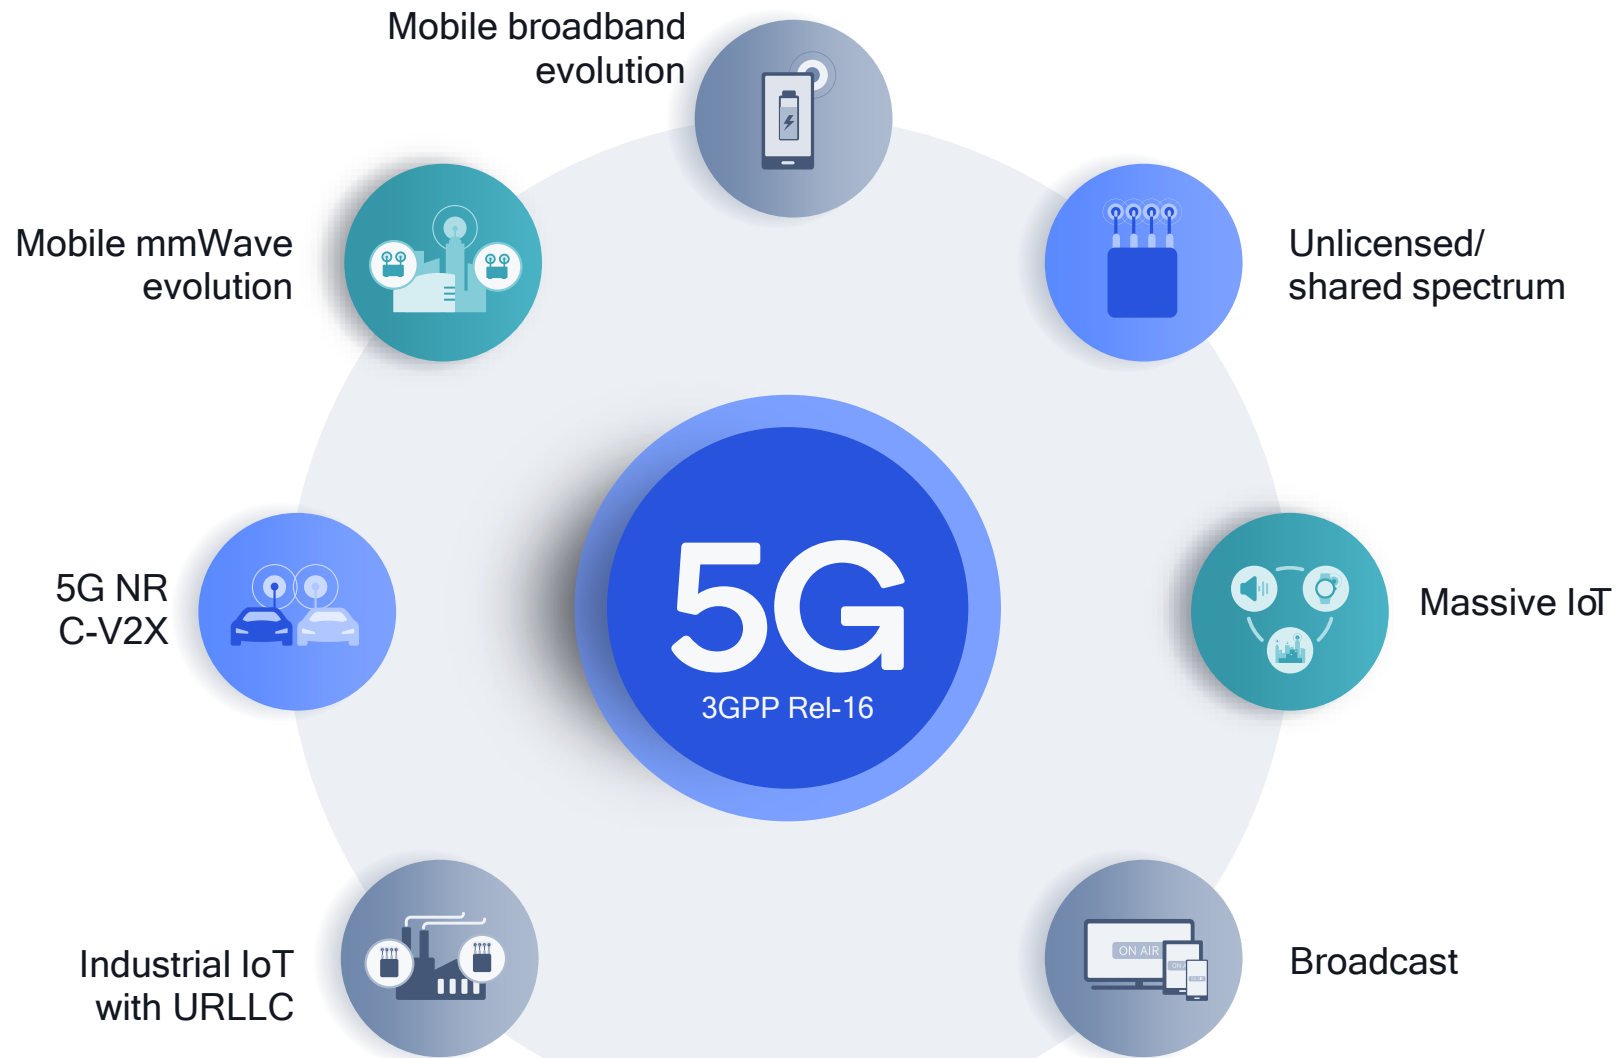 Mobile broadband
evolution
Mobile mmWave
evolution
Unlicensed/
shared spectrum
5G NR
C-V2X
5G
3GPP Rel-16
Massive IoT
Industrial IoT
with URLLC
ON AIR
Broadcast